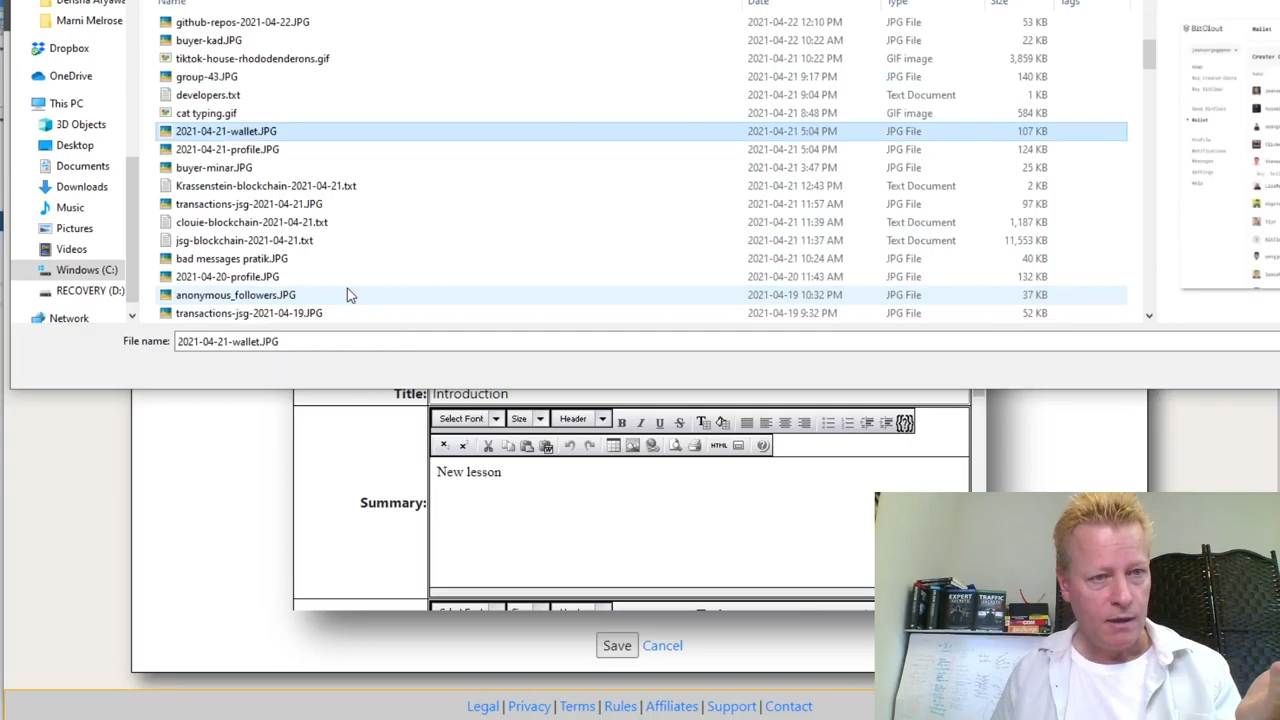 Densha Aryawa
Name Date Type Size Tags
github-repos-2021-04-22.JPG 2021-04-22 12:10 PM JPG File 53 KB
Marni Melrose
buyer-kad.JPG 2021-04-22 10:22 AM JPG File 22 KB
Dropbox
tiktok-house-rhododenderons.gif 2021-04-22 10:22 PM GIF image 3,859 KB
OneDrive
group-43.JPG 2021-04-21 9:17 PM JPG File 140 KB
developers.txt 2021-04-21 9:04 PM Text Document 1 KB
This PC
cat typing.gif 2021-04-21 8:48 PM GIF image 584 KB
3D Objects
2021-04-21-wallet.JPG 2021-04-21 5:04 PM JPG File 107 KB
Desktop
2021-04-21-profile.JPG 2021-04-21 5:04 PM JPG File 124 KB
Documents
buyer-minar.JPG 2021-04-21 3:47 PM JPG File 25 KB
Downloads
Krassenstein-blockchain-2021-04-21.txt 2021-04-21 12:43 PM Text Document 2 KB
Music
transactions-jsg-2021-04-21.JPG 2021-04-21 11:57 AM JPG File 97 KB
Pictures
clouie-blockchain-2021-04-21.txt 2021-04-21 11:39 AM Text Document 1,187 KB
Videos
jsg-blockchain-2021-04-21.txt 2021-04-21 11:37 AM Text Document 11,553 KB
bad messages pratik.JPG 2021-04-21 10:24 AM JPG File 40 KB
Windows (C:)
2021-04-20-profile.JPG 2021-04-20 11:43 AM JPG File 132 KB
RECOVERY (D:)
anonymous_followers.JPG 2021-04-19 10:32 PM JPG File 37 KB
Network
transactions-jsg-2021-04-19.JPG 2021-04-19 9:32 PM JPG File 52 KB
BitClout Wallet
File name: 2021-04-21-wallet.JPG
Title: Introduction
Select Font Size Header B I U S
HTML
New lesson
Summary:
EXPERT SECRETS
TRAFFIC SECRETS
Save Cancel
Legal | Privacy | Terms | Rules | Affiliates | Support | Contact